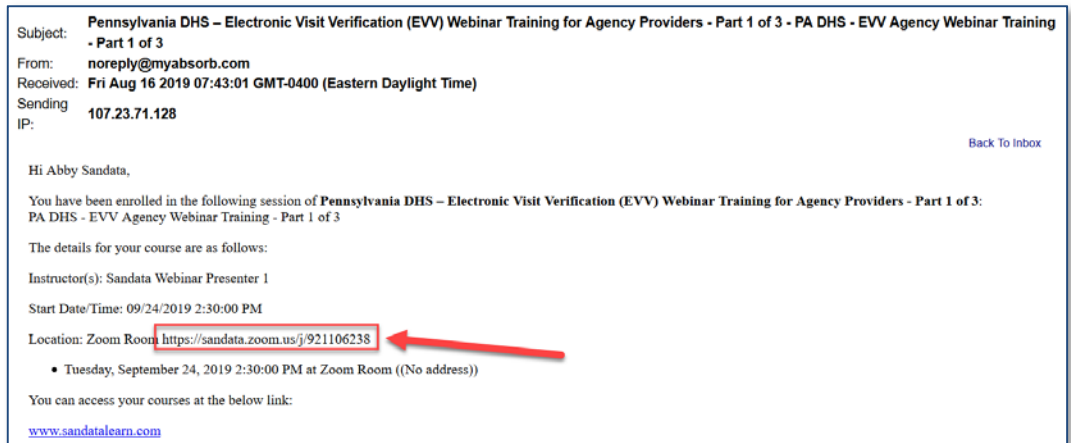 Subject: Pennsylvania DHS – Electronic Visit Verification (EVV) Webinar Training for Agency Providers - Part 1 of 3 - PA DHS - EVV Agency Webinar Training
- Part 1 of 3
From: noreply@myabsorb.com
Received: Fri Aug 16 2019 07:43:01 GMT-0400 (Eastern Daylight Time)
Sending
IP: 107.23.71.128
Back To Inbox
Hi Abby Sandata,
You have been enrolled in the following session of Pennsylvania DHS – Electronic Visit Verification (EVV) Webinar Training for Agency Providers - Part 1 of 3:
PA DHS - EVV Agency Webinar Training - Part 1 of 3
The details for your course are as follows:
Instructor(s): Sandata Webinar Presenter 1
Start Date/Time: 09/24/2019 2:30:00 PM
Location: Zoom Room https://sandata.zoom.us/j/921106238
• Tuesday, September 24, 2019 2:30:00 PM at Zoom Room ((No address))
You can access your courses at the below link:
www.sandatalearn.com